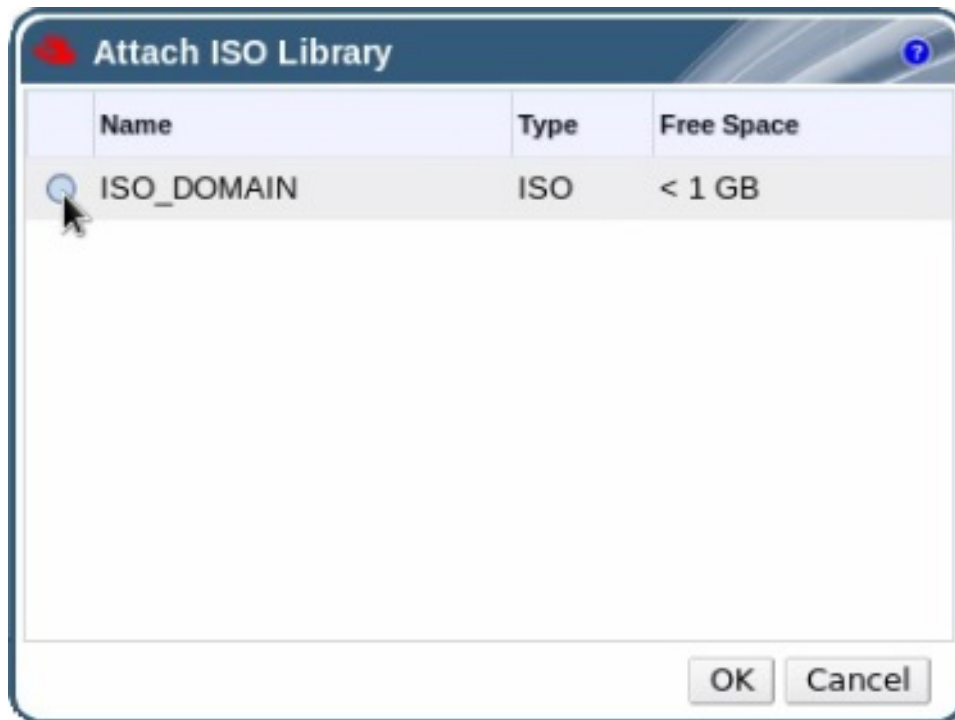 Attach ISO Library ?
Name Type Free Space
ISO_DOMAIN ISO < 1 GB
OK Cancel